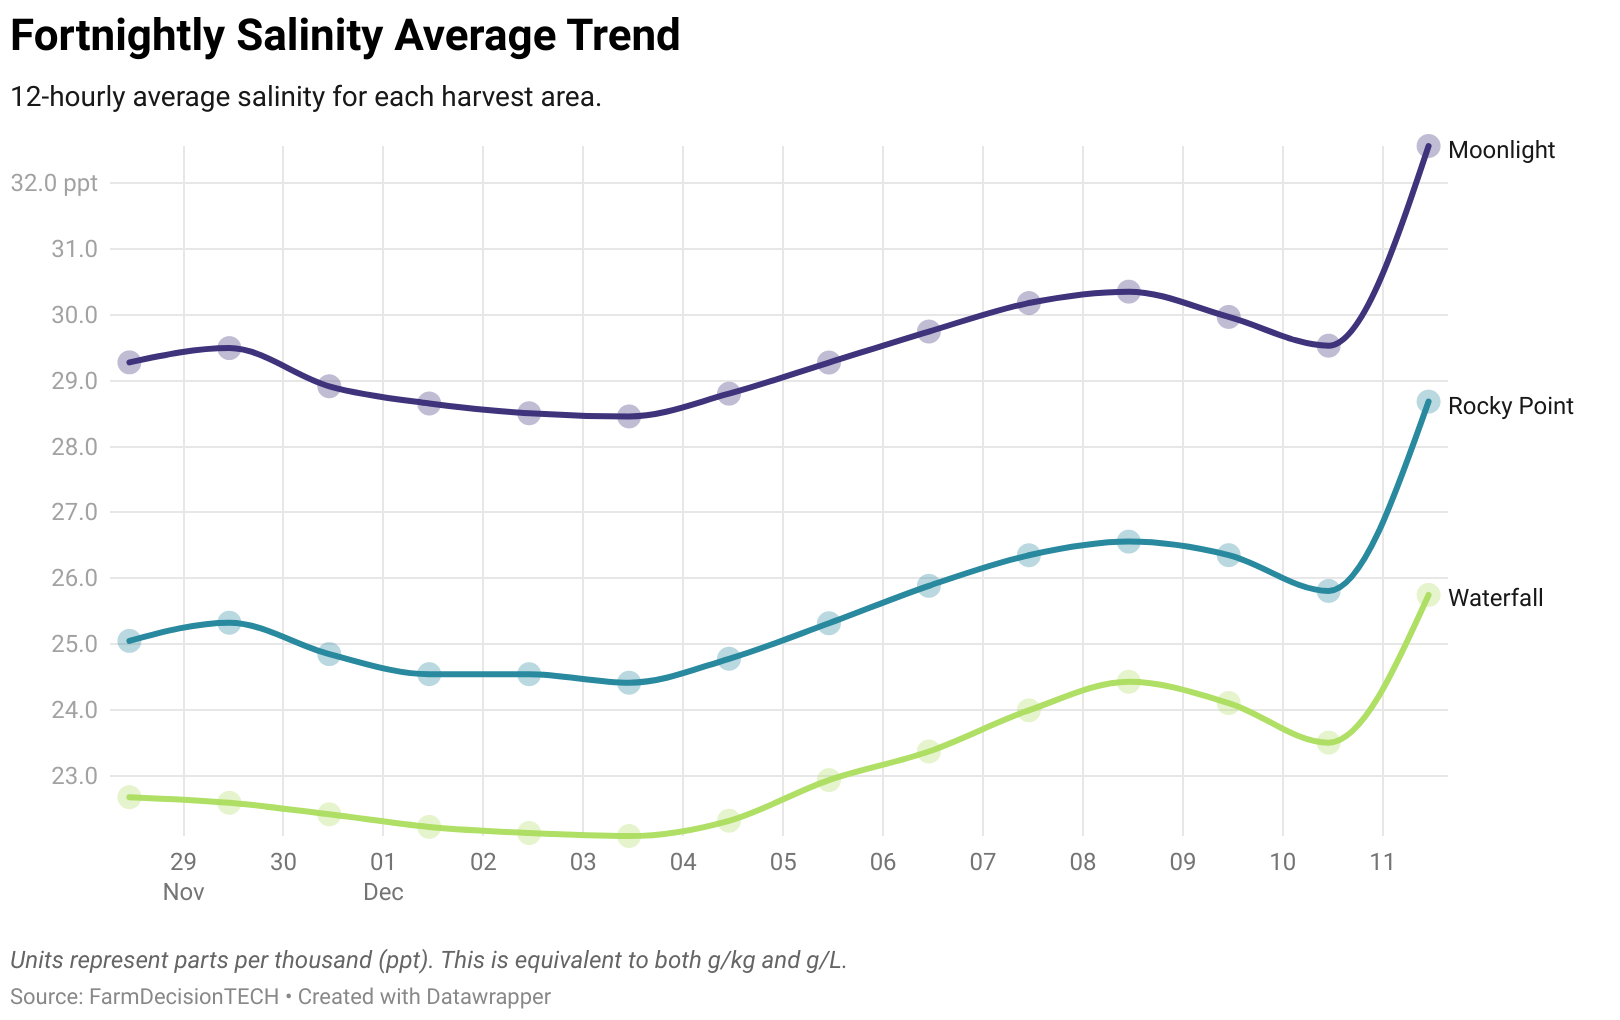 Fortnightly Salinity Average Trend
12-hourly average salinity for each harvest area.
Moonlight
32.0 ppt
31.0
30.0
29.0
Rocky Point
28.0
27.0
26.0
Waterfall
25.0
24.0
23.0
29 30 01 02 03 04 05 06 07 08 09 10 11
Nov Dec
Units represent parts per thousand (ppt). This is equivalent to both g/kg and g/L.
Source: FarmDecisionTECH • Created with Datawrapper